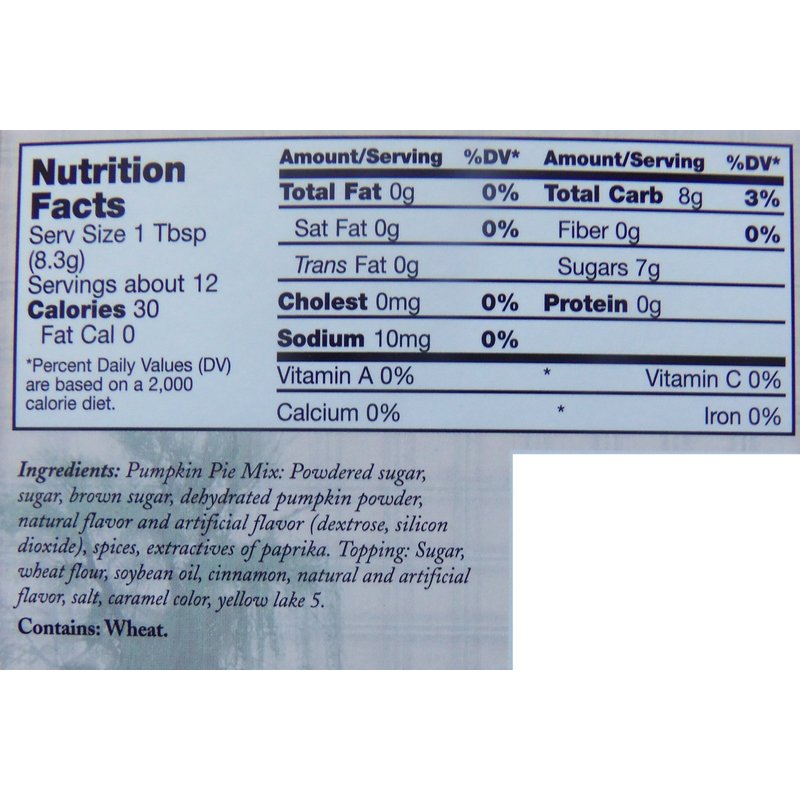 Nutrition
Facts
Serv Size 1 Tbsp
(8.3g)
Servings about 12
Calories 30
Fat Cal 0
*Percent Daily Values (DV)
are based on a 2,000
calorie diet.
Amount/Serving %DV* Amount/Serving %DV*
Total Fat 0g 0% Total Carb 8g 3%
Sat Fat 0g 0% Fiber 0g 0%
Trans Fat 0g Sugars 7g
Cholest 0mg 0% Protein 0g
Sodium 10mg 0%
Vitamin A 0% * Vitamin C 0%
Calcium 0% * Iron 0%
Ingredients: Pumpkin Pie Mix: Powdered sugar,
sugar, brown sugar, dehydrated pumpkin powder,
natural flavor and artificial flavor (dextrose, silicon
dioxide), spices, extractives of paprika. Topping: Sugar,
wheat flour, soybean oil, cinnamon, natural and artificial
flavor, salt, caramel color, yellow lake 5.
Contains: Wheat.